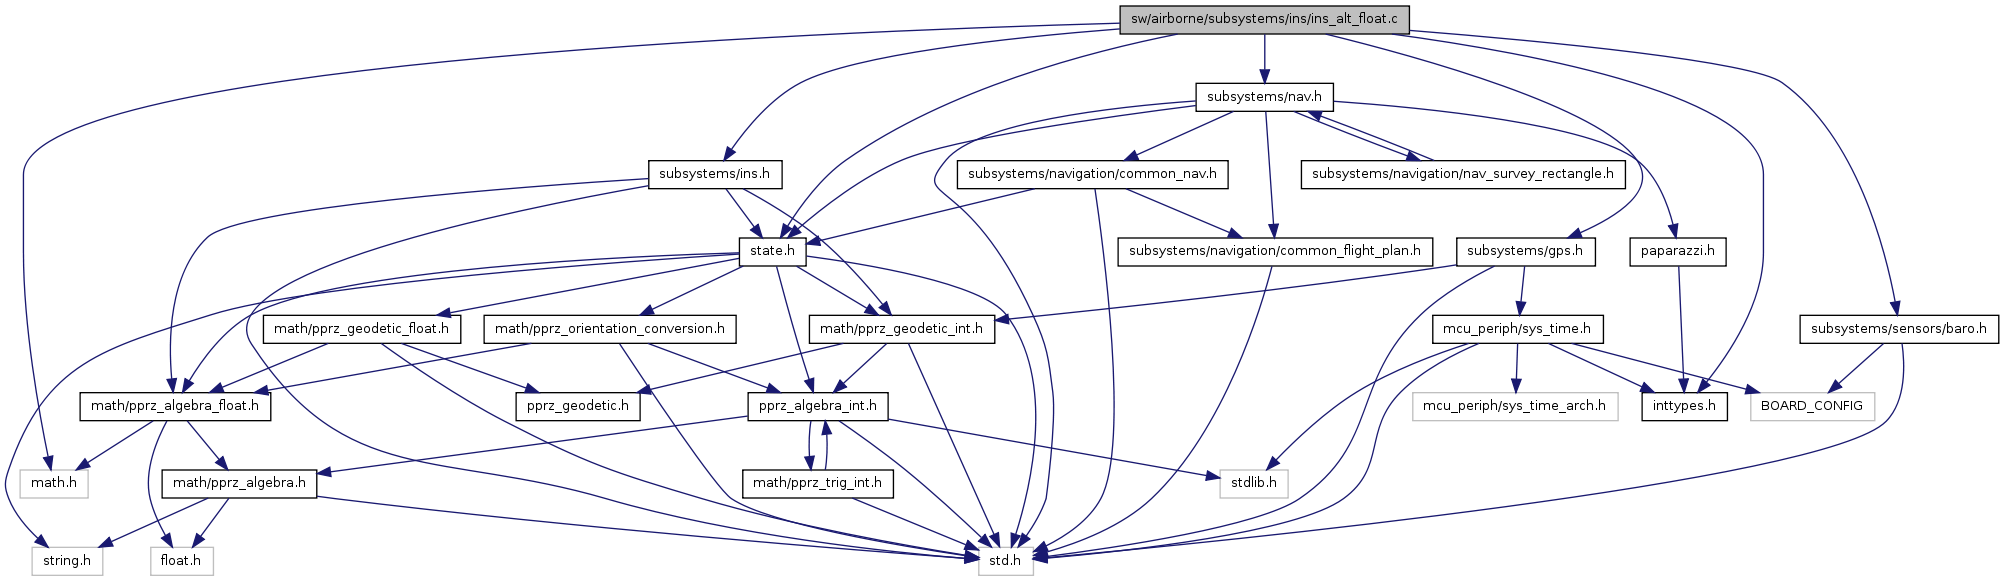 sw/airborne/subsystems/ins/ins_alt_float.c
subsystems/nav.h
subsystems/ins.h
subsystems/navigation/common_nav.h
subsystems/navigation/nav_survey_rectangle.h
state.h
subsystems/navigation/common_flight_plan.h
subsystems/gps.h
paparazzi.h
math/pprz_geodetic_float.h
math/pprz_orientation_conversion.h
math/pprz_geodetic_int.h
mcu_periph/sys_time.h
subsystems/sensors/baro.h
math/pprz_algebra_float.h
pprz_geodetic.h
pprz_algebra_int.h
mcu_periph/sys_time_arch.h
inttypes.h
BOARD_CONFIG
math.h
math/pprz_algebra.h
math/pprz_trig_int.h
stdlib.h
string.h
float.h
std.h